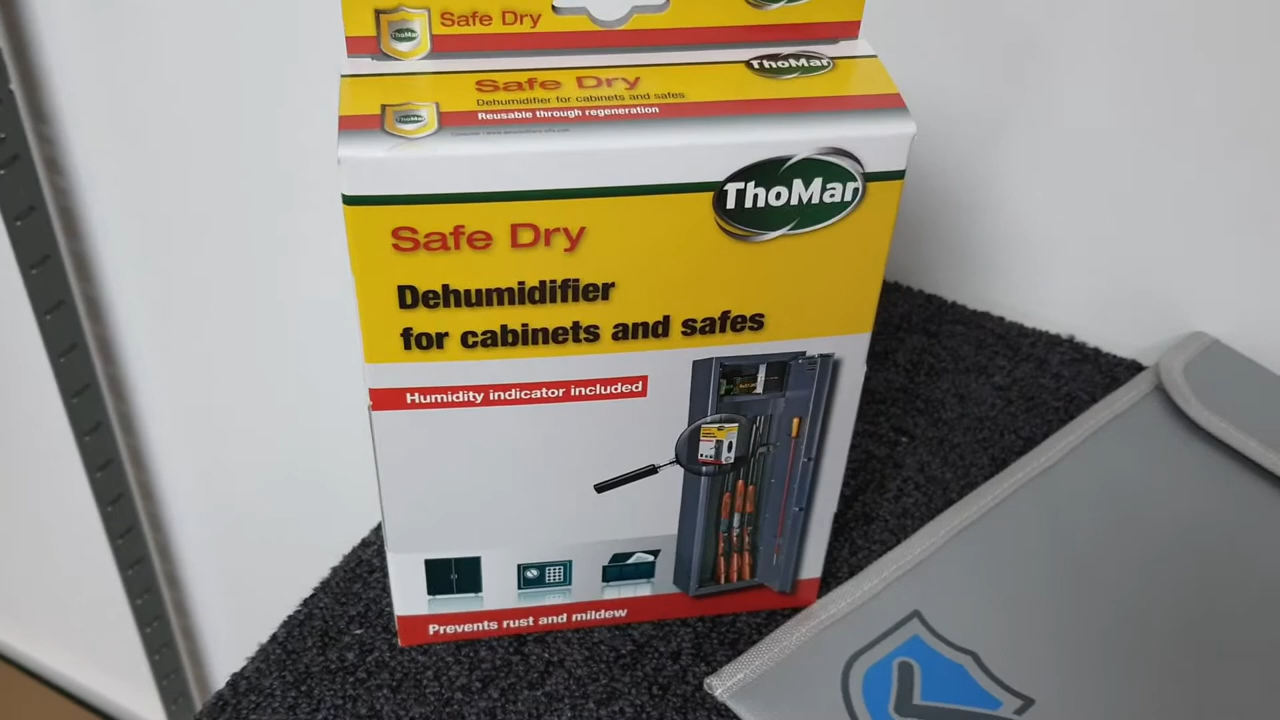 ThoMar
Safe Dry
ThoMar
Safe Dry
Dehumidifier for cabinets and safes
Reusable through regeneration
ThoMar
ThoMar
Safe Dry
Dehumidifier
for cabinets and safes
Humidity indicator included
Prevents rust and mildew